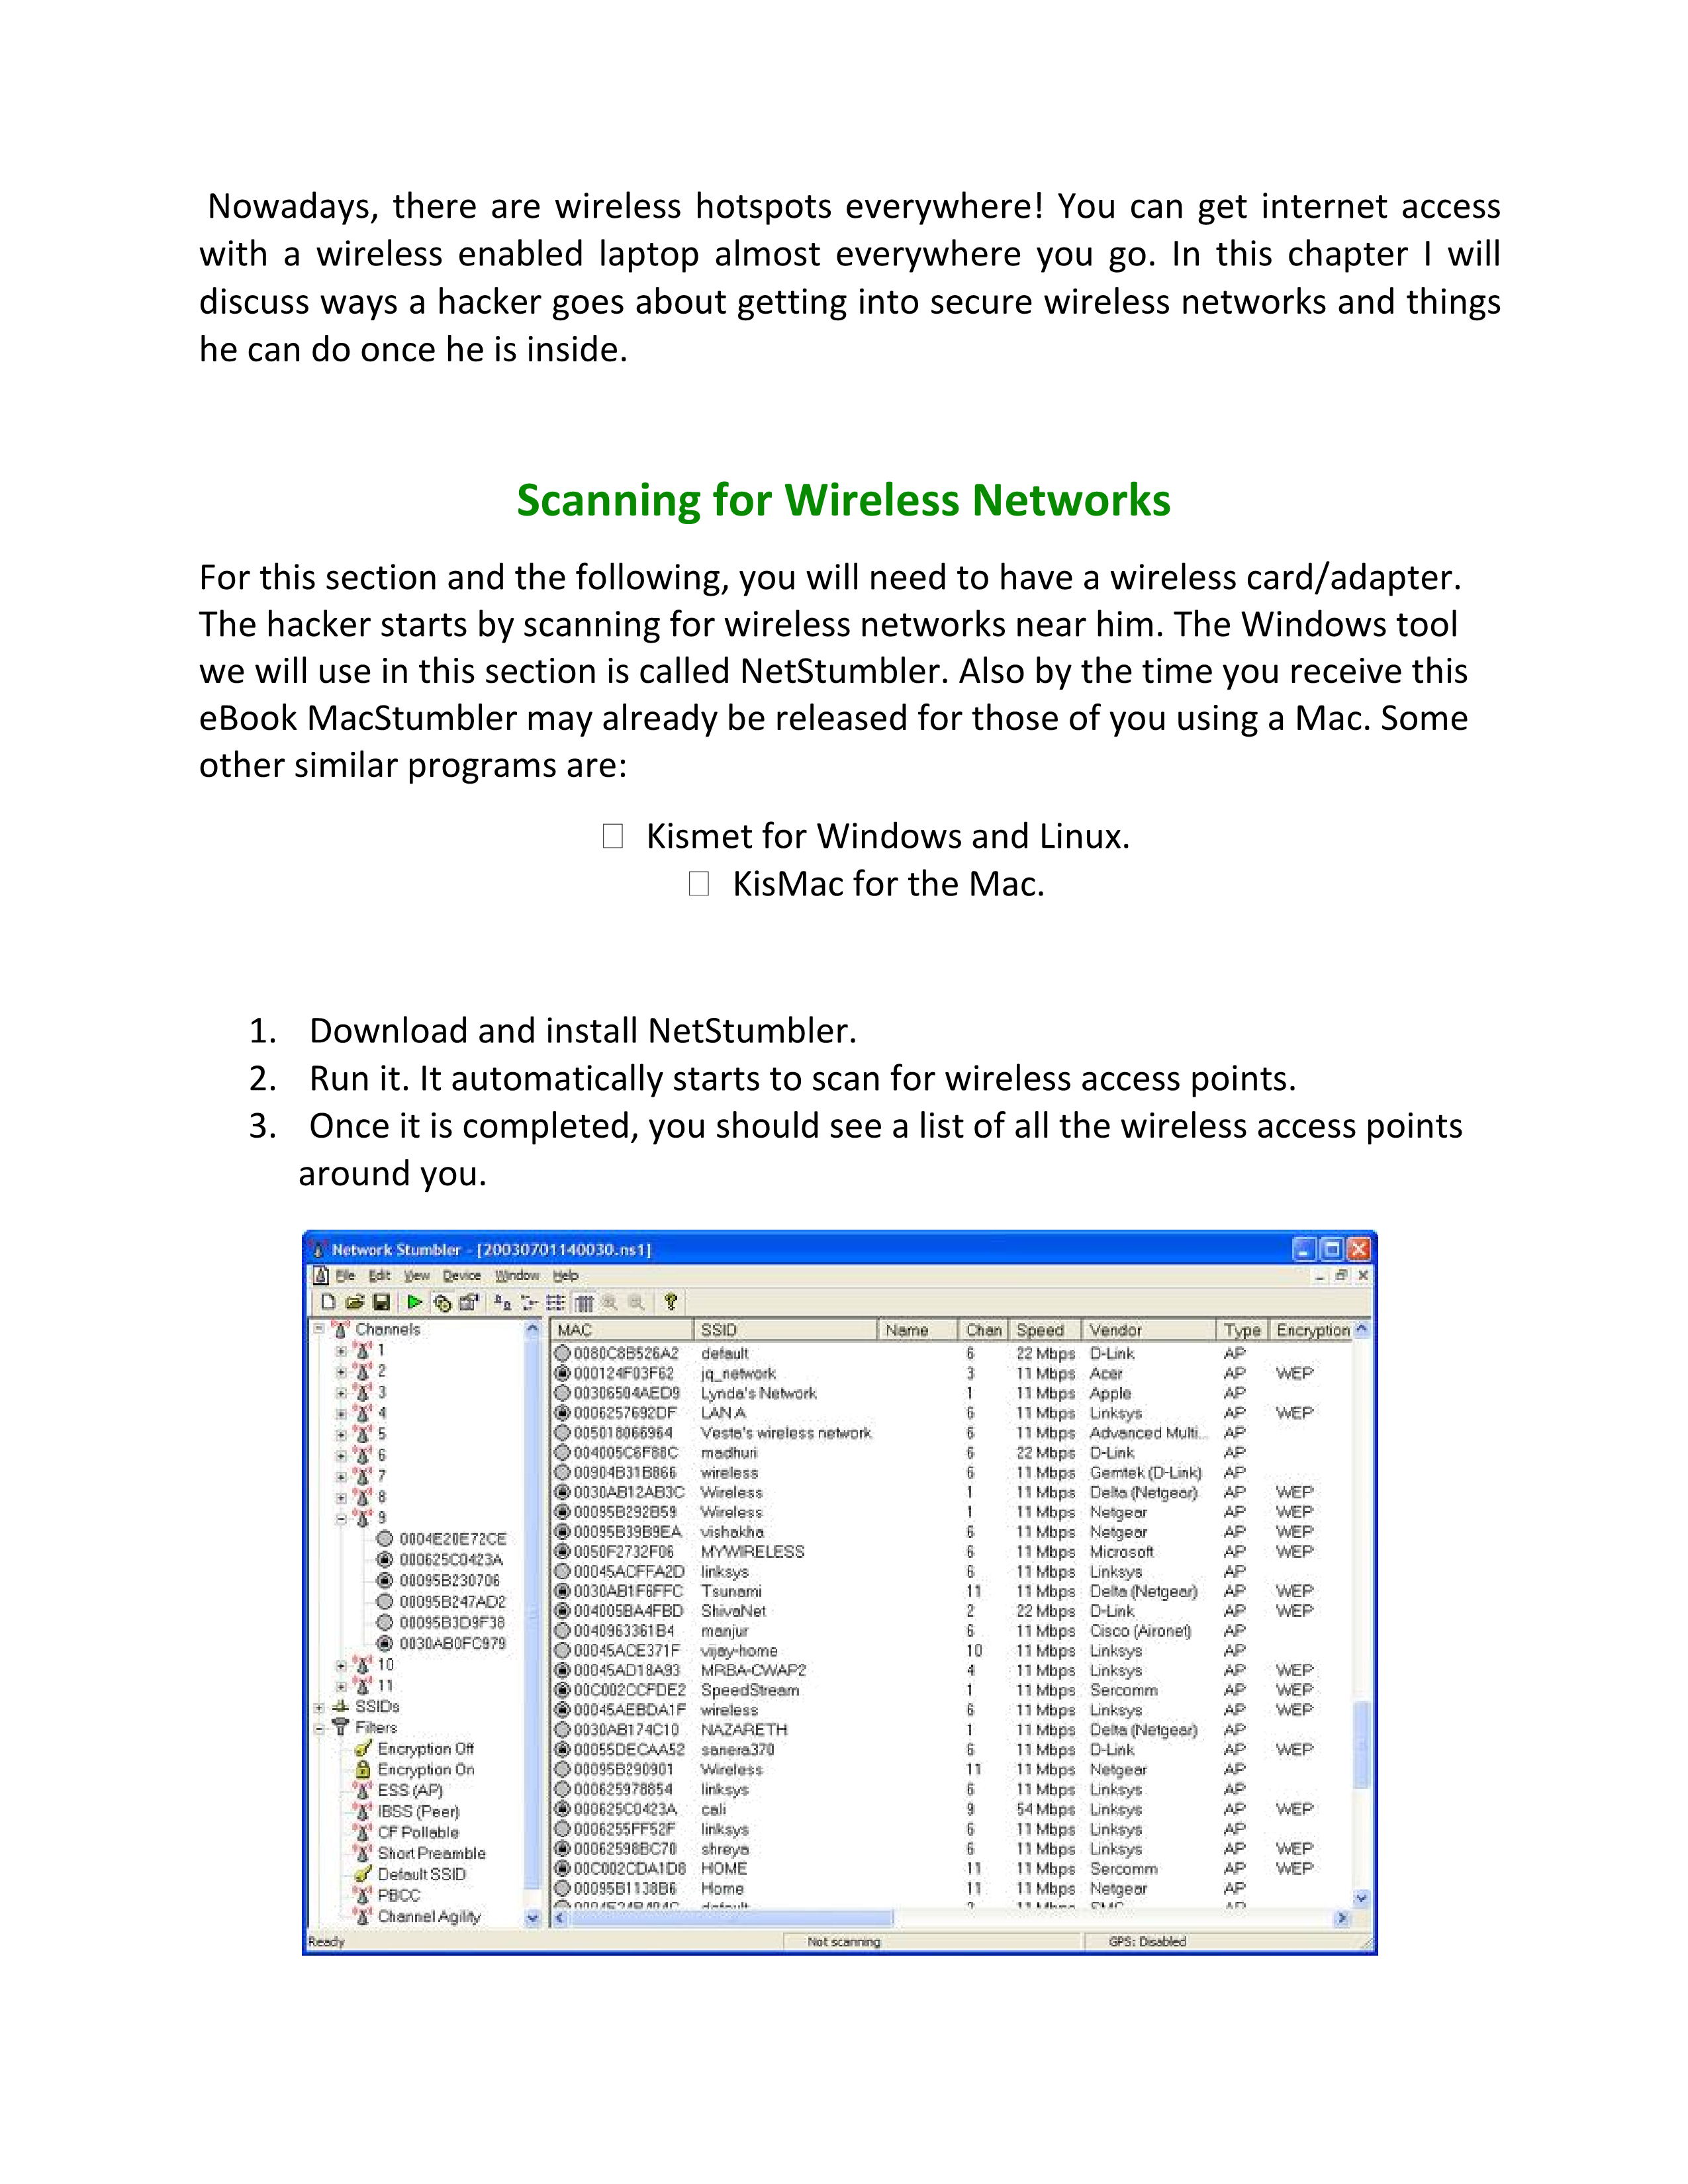 Nowadays, there are wireless hotspots everywhere! You can get internet access
with a wireless enabled laptop almost everywhere you go. In this chapter I will
discuss ways a hacker goes about getting into secure wireless networks and things
he can do once he is inside.
Scanning for Wireless Networks
For this section and the following, you will need to have a wireless card/adapter.
The hacker starts by scanning for wireless networks near him. The Windows tool
we will use in this section is called NetStumbler. Also by the time you receive this
eBook MacStumbler may already be released for those of you using a Mac. Some
other similar programs are:
Kismet for Windows and Linux.
KisMac for the Mac.
1. Download and install NetStumbler.
2. Run it. It automatically starts to scan for wireless access points.
3. Once it is completed, you should see a list of all the wireless access points
around you.
Network Stumbler - [20030701140030.ns1]
File Edit View Device Window Help
Channels
1
2
3
4
5
6
7
8
9
0004E20E72CE
000625C0423A
00095B230706
00095B247AD2
00095B3D9F38
0030AB0FC979
10
11
SSIDs
Filters
Encryption Off
Encryption On
ESS (AP)
IBSS (Peer)
CF Pollable
Short Preamble
Default SSID
PBCC
Channel Agility
MAC SSID Name Chan Speed Vendor Type Encryption
0080C8B526A2 default 6 22 Mbps D-Link AP
000124F03F62 jq_network 3 11 Mbps Acer AP WEP
00306504AED9 Lynda's Network 1 11 Mbps Apple AP
0006257692DF LAN A 6 11 Mbps Linksys AP WEP
005018066964 Vesta's wireless network 6 11 Mbps Advanced Multi... AP
004005C6F88C madhuri 6 22 Mbps D-Link AP
00904B31B866 wireless 6 11 Mbps Gemtek (D-Link) AP
0030AB12AB3C Wireless 1 11 Mbps Delta (Netgear) AP WEP
00095B292B59 Wireless 1 11 Mbps Netgear AP WEP
00095B39B9EA vishakha 6 11 Mbps Netgear AP WEP
0050F2732F06 MYWIRELESS 6 11 Mbps Microsoft AP WEP
00045ACFFA2D linksys 6 11 Mbps Linksys AP
0030AB1F6FFC Tsunami 11 11 Mbps Delta (Netgear) AP WEP
004005BA4FBD ShivaNet 2 22 Mbps D-Link AP WEP
0040963361B4 manjur 6 11 Mbps Cisco (Aironet) AP
00045ACE371F vijay-home 10 11 Mbps Linksys AP
00045AD18A93 MRBA-CWAP2 4 11 Mbps Linksys AP WEP
00C002CCFDE2 SpeedStream 1 11 Mbps Sercomm AP WEP
00045AEBDA1F wireless 6 11 Mbps Linksys AP WEP
0030AB174C10 NAZARETH 1 11 Mbps Delta (Netgear) AP
00055DECAA52 sanera370 6 11 Mbps D-Link AP WEP
00095B290901 Wireless 11 11 Mbps Netgear AP
000625978854 linksys 6 11 Mbps Linksys AP
000625C0423A cali 9 54 Mbps Linksys AP WEP
0006255FF52F linksys 6 11 Mbps Linksys AP
00062598BC70 shreya 6 11 Mbps Linksys AP WEP
00C002CDA1D8 HOME 11 11 Mbps Sercomm AP WEP
00095B1138B6 Home 11 11 Mbps Netgear AP
default 11 Mbps SMC AP
Ready Not scanning GPS: Disabled